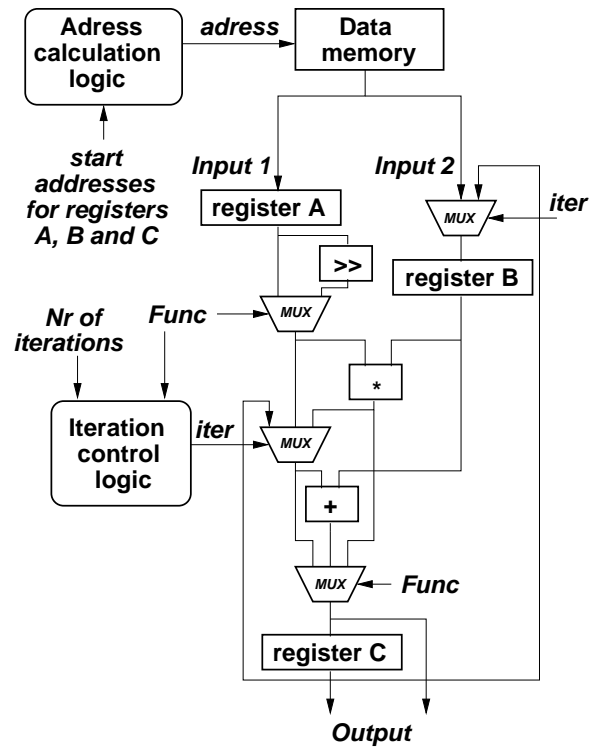 Adress
calculation
logic
adress
Data
memory
start
addresses
for registers
A, B and C
Input 1
Input 2
register A
MUX
iter
>>
register B
Func
MUX
Nr of
iterations
*
Iteration
control
logic
iter
MUX
+
MUX
Func
register C
Output